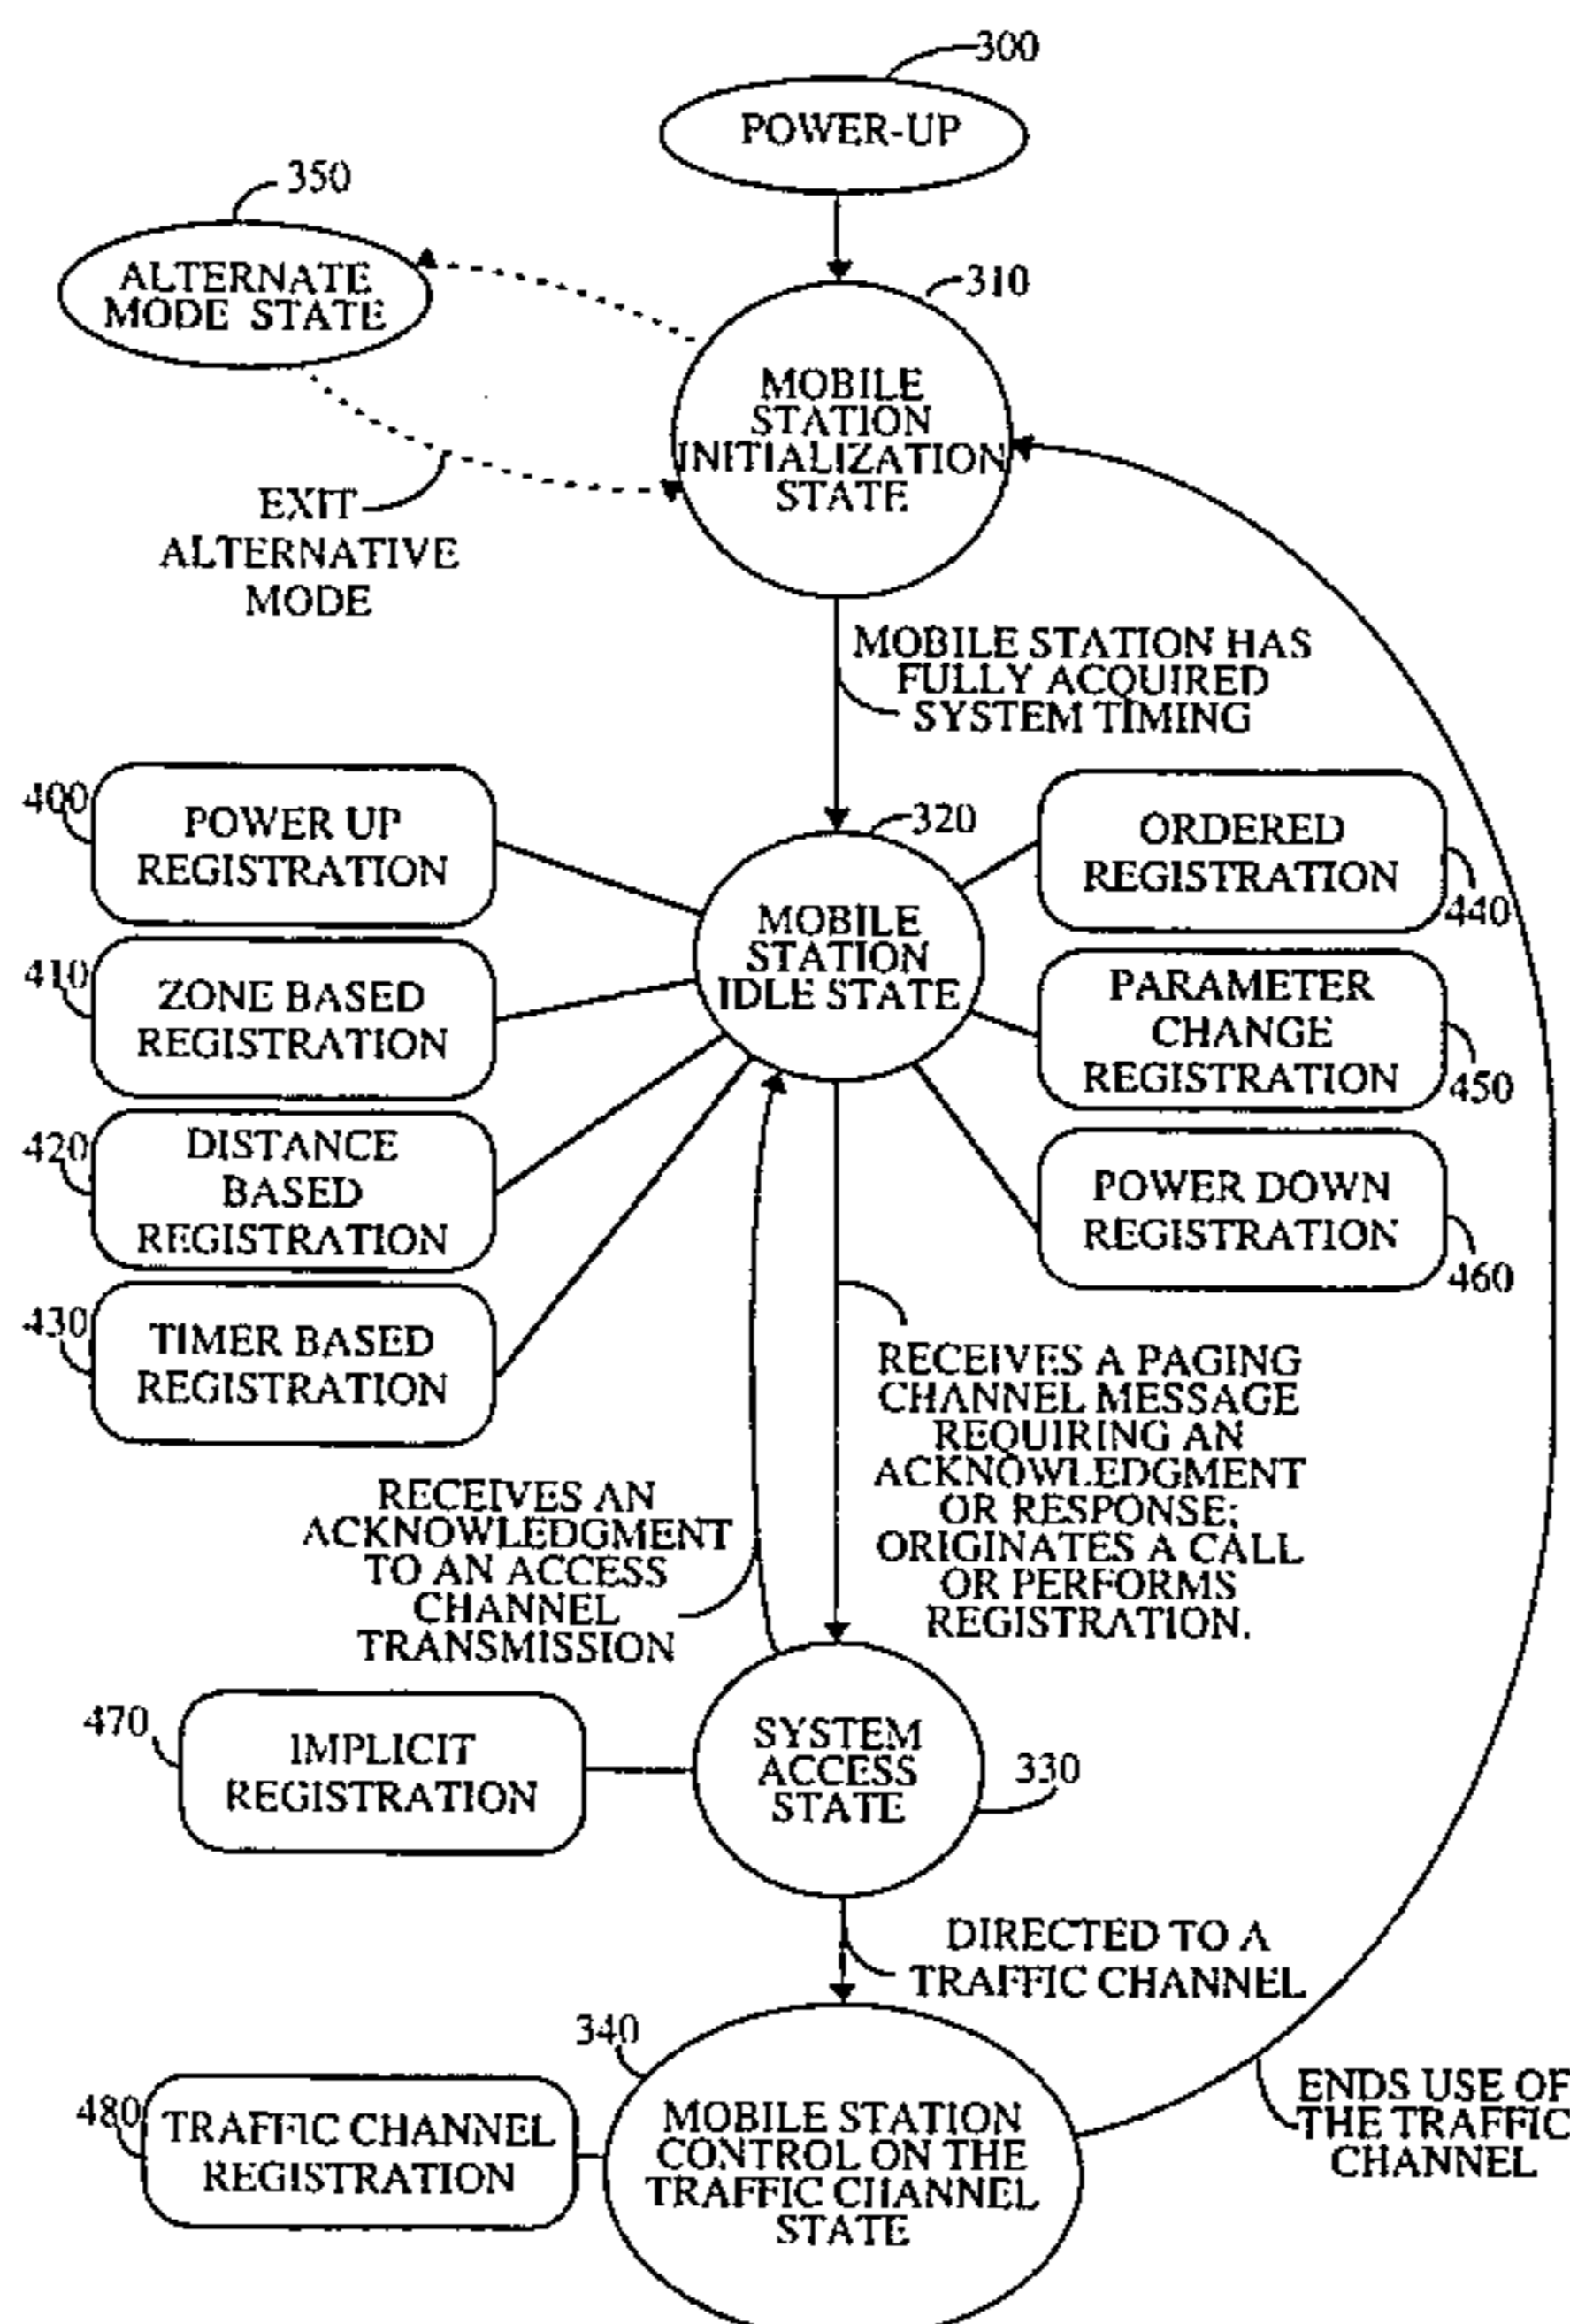 300
POWER-UP
350
ALTERNATE
MODE STATE
310
MOBILE
STATION
INITIALIZATION
STATE
EXIT
ALTERNATIVE
MODE
MOBILE STATION HAS
FULLY ACQUIRED
SYSTEM TIMING
400
POWER UP
REGISTRATION
320
MOBILE
STATION
IDLE STATE
ORDERED
REGISTRATION
440
410
ZONE BASED
REGISTRATION
PARAMETER
CHANGE
REGISTRATION
450
420
DISTANCE
BASED
REGISTRATION
POWER DOWN
REGISTRATION
460
430
TIMER BASED
REGISTRATION
RECEIVES A PAGING
CHANNEL MESSAGE
REQUIRING AN
ACKNOWLEDGMENT
OR RESPONSE;
ORIGINATES A CALL
OR PERFORMS
REGISTRATION.
RECEIVES AN
ACKNOWLEDGMENT
TO AN ACCESS
CHANNEL
TRANSMISSION
470
IMPLICIT
REGISTRATION
SYSTEM
ACCESS
STATE
330
DIRECTED TO A
TRAFFIC CHANNEL
340
480
TRAFFIC CHANNEL
REGISTRATION
MOBILE STATION
CONTROL ON THE
TRAFFIC CHANNEL
STATE
ENDS USE OF
THE TRAFFIC
CHANNEL